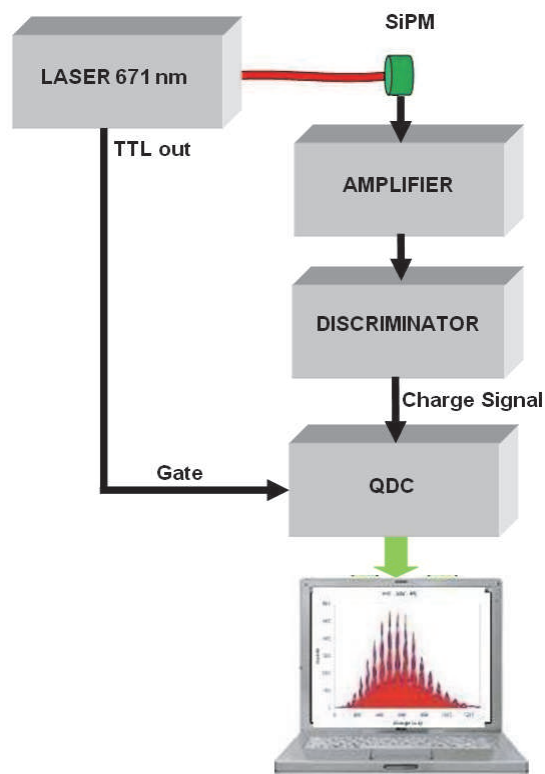 SiPM
LASER 671 nm
TTL out
AMPLIFIER
DISCRIMINATOR
Charge Signal
Gate
QDC